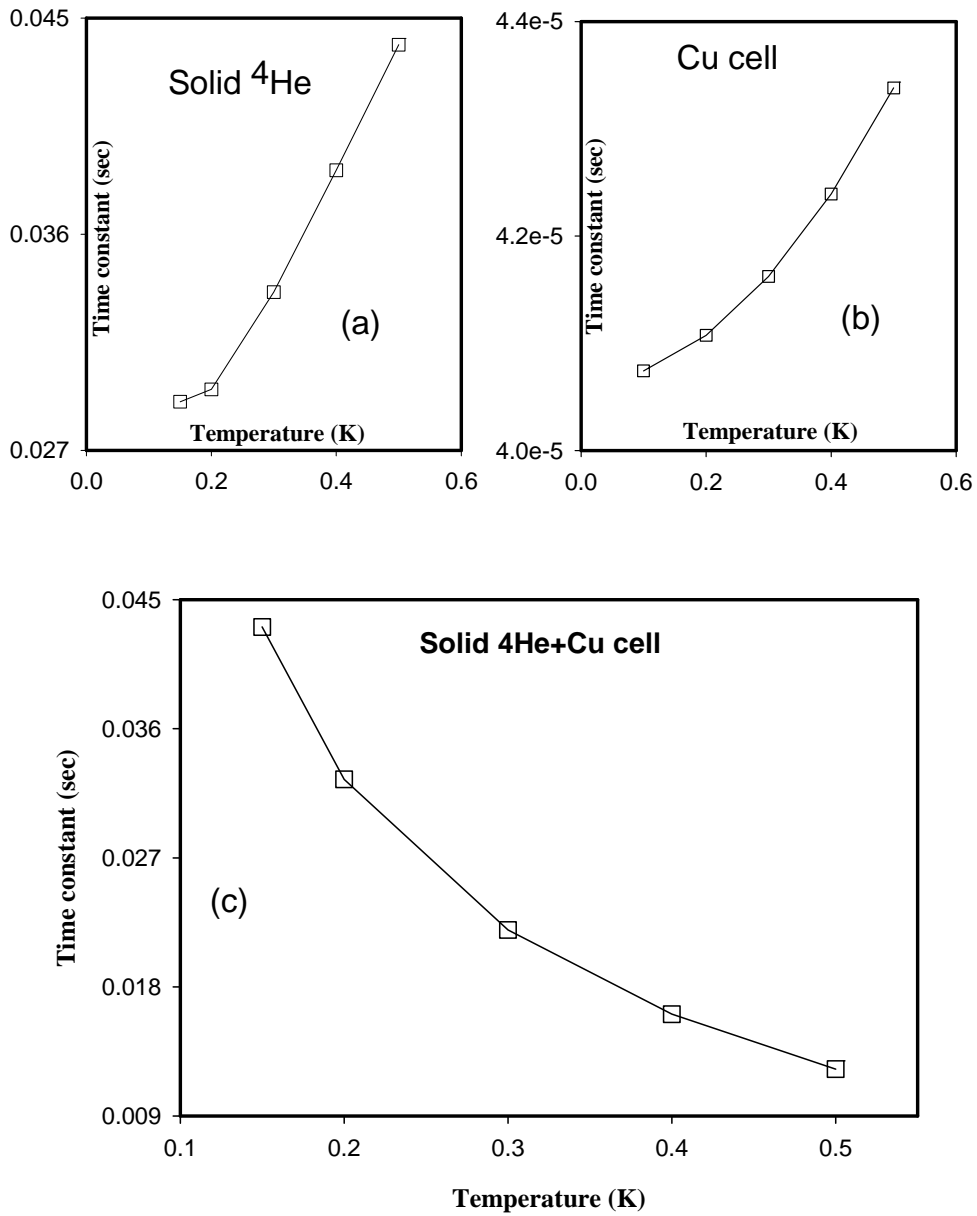 0.045
0.036
0.027
Time constant (sec)
Solid ⁴He
(a)
Temperature (K)
0.0 0.2 0.4 0.6
4.4e-5
4.2e-5
4.0e-5
Time constant (sec)
Cu cell
(b)
Temperature (K)
0.0 0.2 0.4 0.6
0.045
0.036
0.027
0.018
0.009
Time constant (sec)
Solid 4He+Cu cell
(c)
0.1 0.2 0.3 0.4 0.5
Temperature (K)